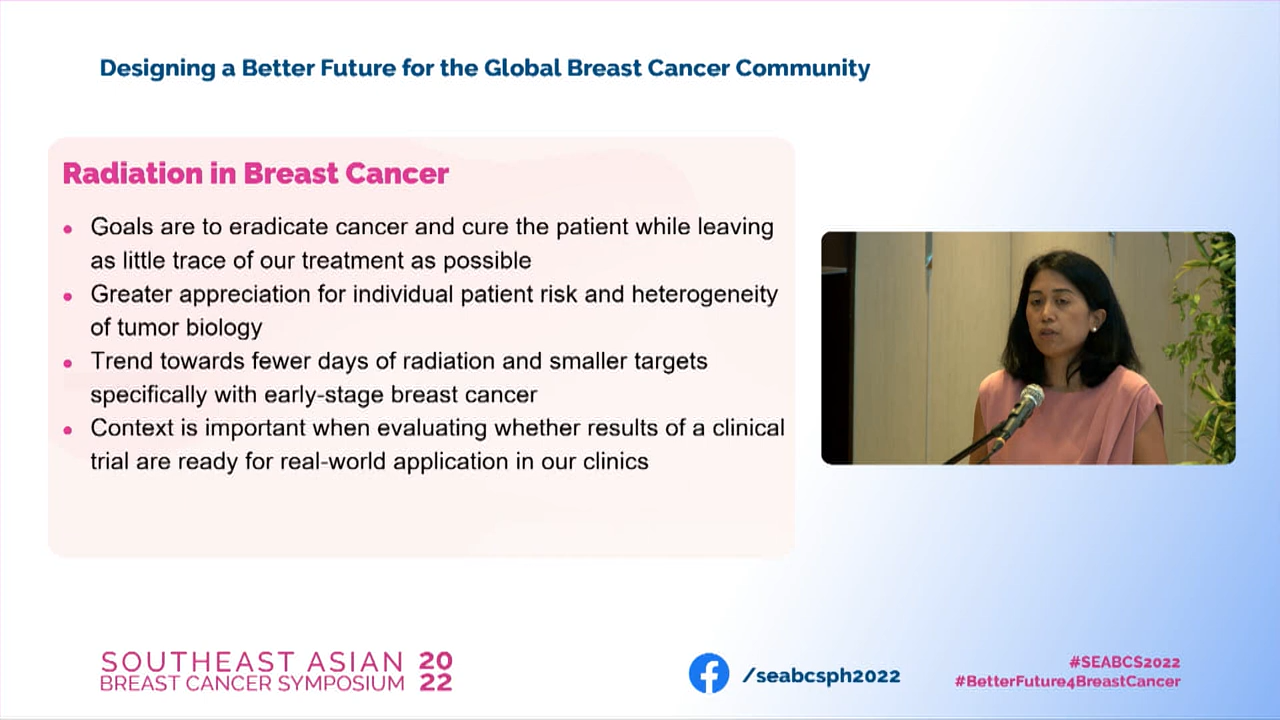 Designing a Better Future for the Global Breast Cancer Community
Radiation in Breast Cancer
• Goals are to eradicate cancer and cure the patient while leaving
as little trace of our treatment as possible
• Greater appreciation for individual patient risk and heterogeneity
of tumor biology
• Trend towards fewer days of radiation and smaller targets
specifically with early-stage breast cancer
• Context is important when evaluating whether results of a clinical
trial are ready for real-world application in our clinics
SOUTHEAST ASIAN 20
BREAST CANCER SYMPOSIUM 22
/seabcsph2022
#SEABCS2022
#BetterFuture4BreastCancer